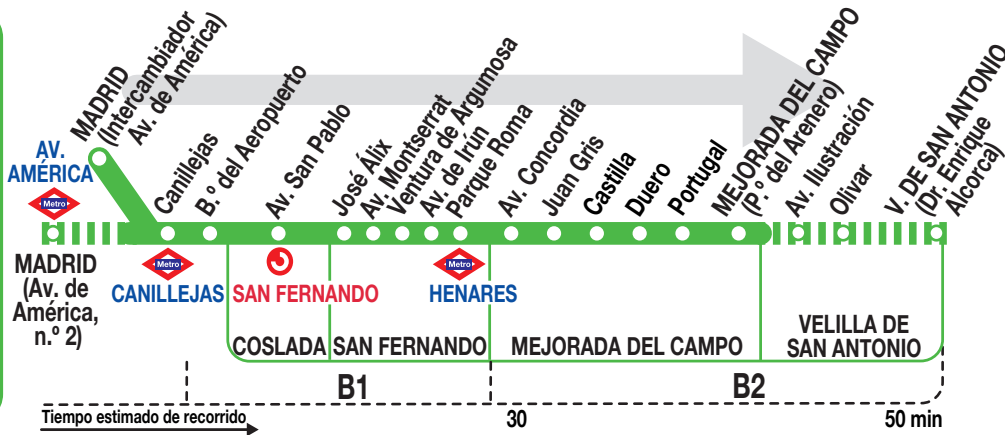 MADRID
(Intercambiador
Av. de América)
Canillejas
B.º del Aeropuerto
Av. San Pablo
José Álix
Av. Montserrat
Ventura de Argumosa
Av. de Irún
Parque Roma
Av. Concordia
Juan Gris
Castilla
Duero
Portugal
MEJORADA DEL CAMPO
(P.º del Arenero)
Av. Ilustración
Olivar
V. DE SAN ANTONIO
(Dr. Enrique
Alcorca)
AV.
AMÉRICA
Metro
MADRID
(Av. de
América,
n.º 2)
Metro
CANILLEJAS
SAN FERNANDO
Metro
HENARES
COSLADA
SAN FERNANDO
MEJORADA DEL CAMPO
VELILLA DE
SAN ANTONIO
B1
B2
Tiempo estimado de recorrido
30
50 min